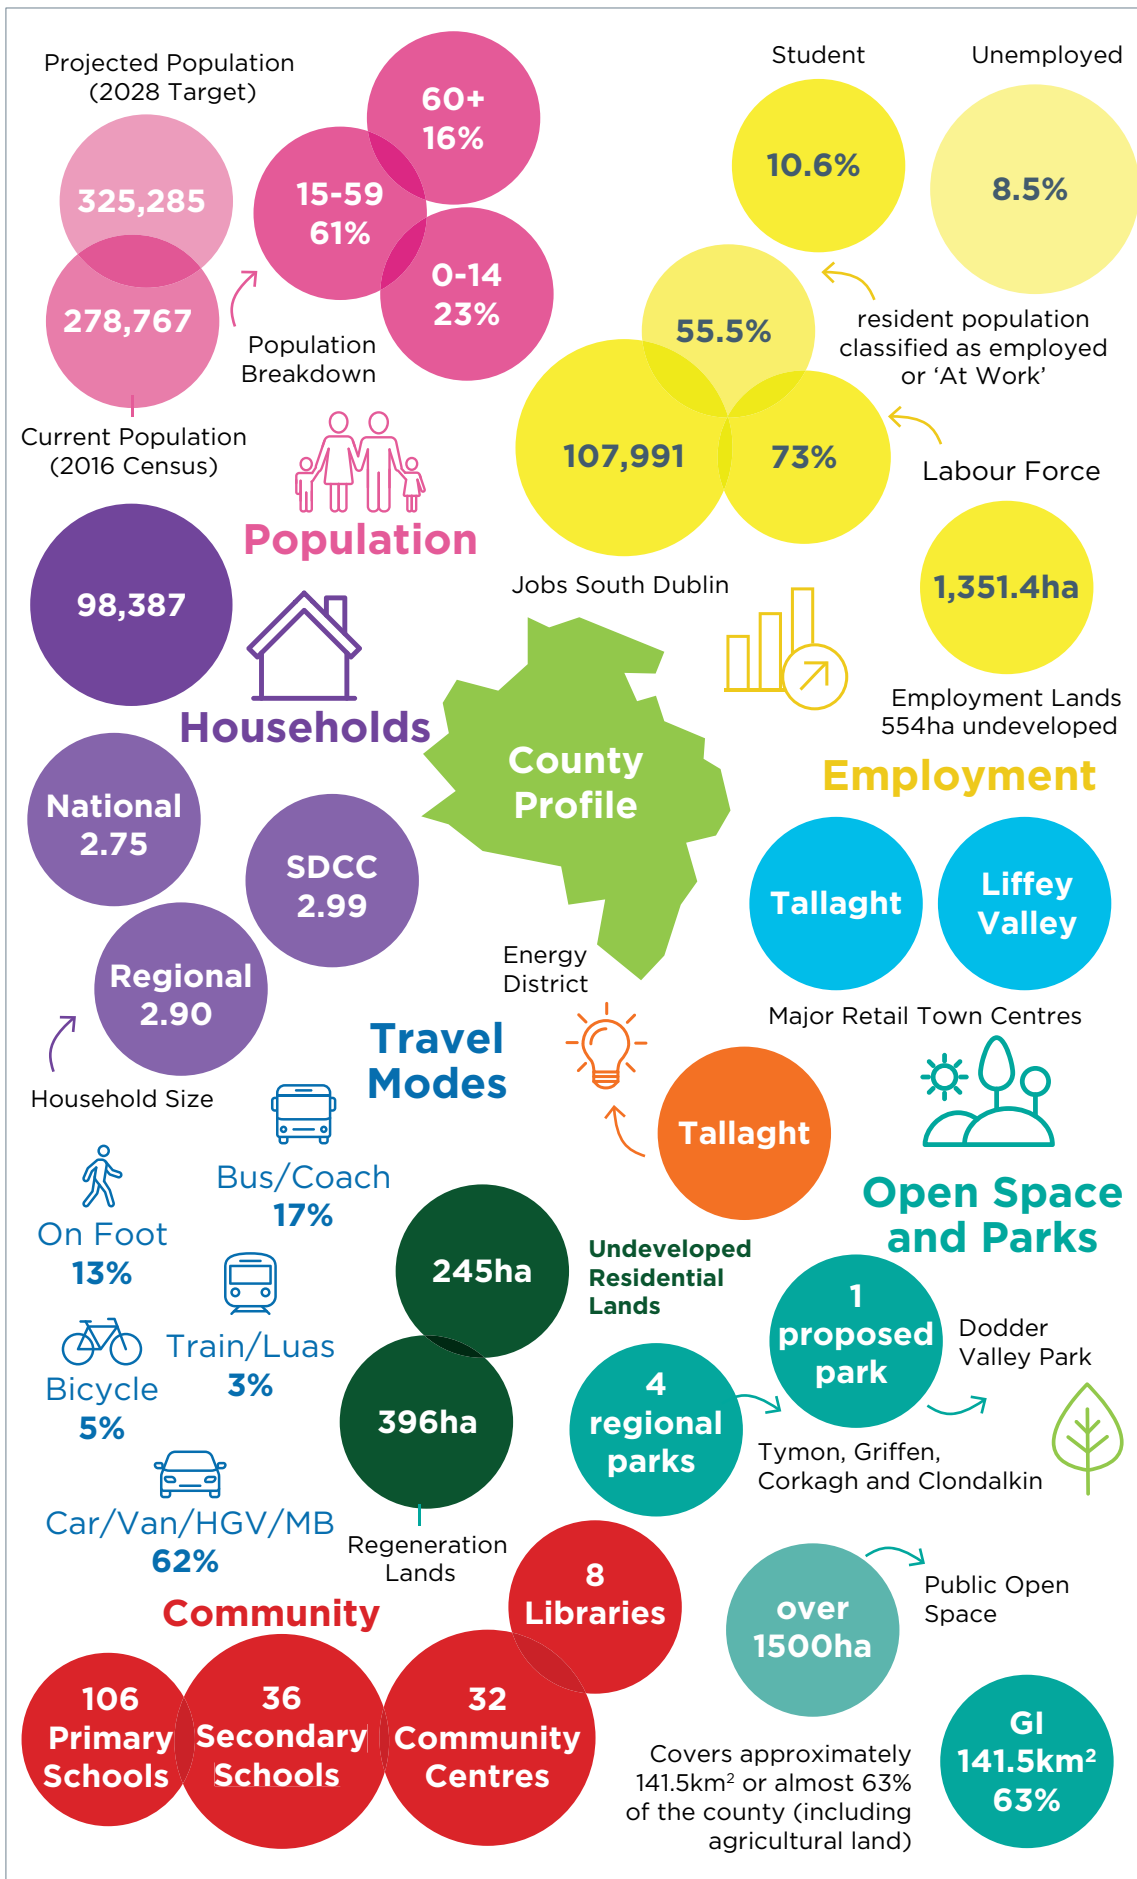 Projected Population
(2028 Target)
325,285
278,767
Current Population
(2016 Census)
60+
16%
15-59
61%
0-14
23%
Population
Breakdown
Population
Student
10.6%
Unemployed
8.5%
55.5%
resident population
classified as employed
or ‘At Work’
107,991
73%
Labour Force
Jobs South Dublin
1,351.4ha
Employment Lands
554ha undeveloped
Employment
98,387
Households
National
2.75
SDCC
2.99
Regional
2.90
Household Size
County
Profile
Tallaght
Liffey
Valley
Major Retail Town Centres
Energy
District
Tallaght
Travel
Modes
Bus/Coach
17%
On Foot
13%
Train/Luas
3%
Bicycle
5%
Car/Van/HGV/MB
62%
245ha
Undeveloped
Residential
Lands
396ha
Regeneration
Lands
Open Space
and Parks
1
proposed
park
Dodder
Valley Park
4
regional
parks
Tymon, Griffen,
Corkagh and Clondalkin
over
1500ha
Public Open
Space
GI
141.5km²
63%
Covers approximately
141.5km² or almost 63%
of the county (including
agricultural land)
Community
8
Libraries
106
Primary
Schools
36
Secondary
Schools
32
Community
Centres